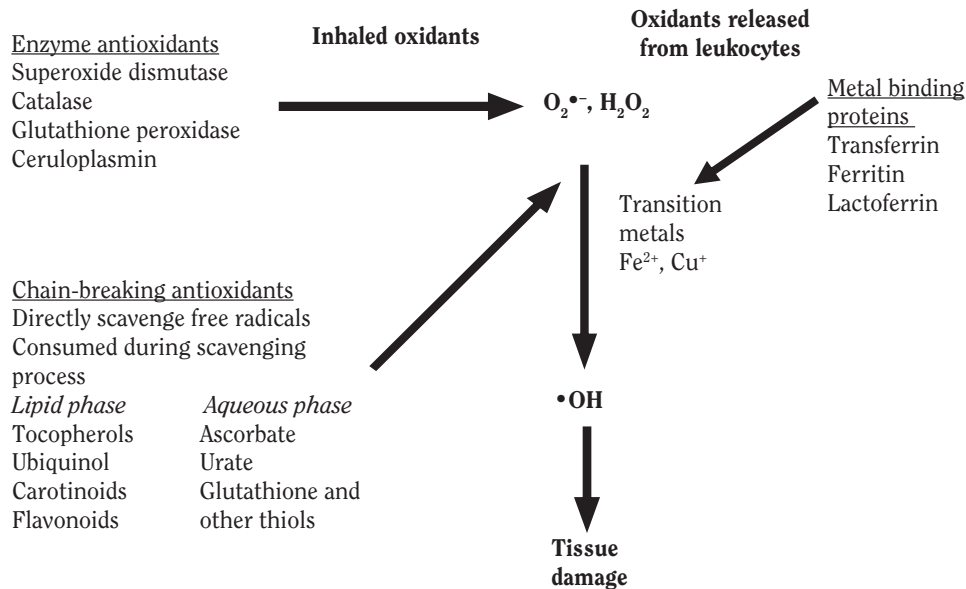 Enzyme antioxidants
Superoxide dismutase
Catalase
Glutathione peroxidase
Ceruloplasmin
Inhaled oxidants
Oxidants released
from leukocytes
O₂•⁻, H₂O₂
Metal binding
proteins
Transferrin
Ferritin
Lactoferrin
Transition
metals
Fe²⁺, Cu⁺
Chain-breaking antioxidants
Directly scavenge free radicals
Consumed during scavenging
process
Lipid phase Aqueous phase
Tocopherols Ascorbate
Ubiquinol Urate
Carotinoids Glutathione and
Flavonoids other thiols
•OH
Tissue
damage